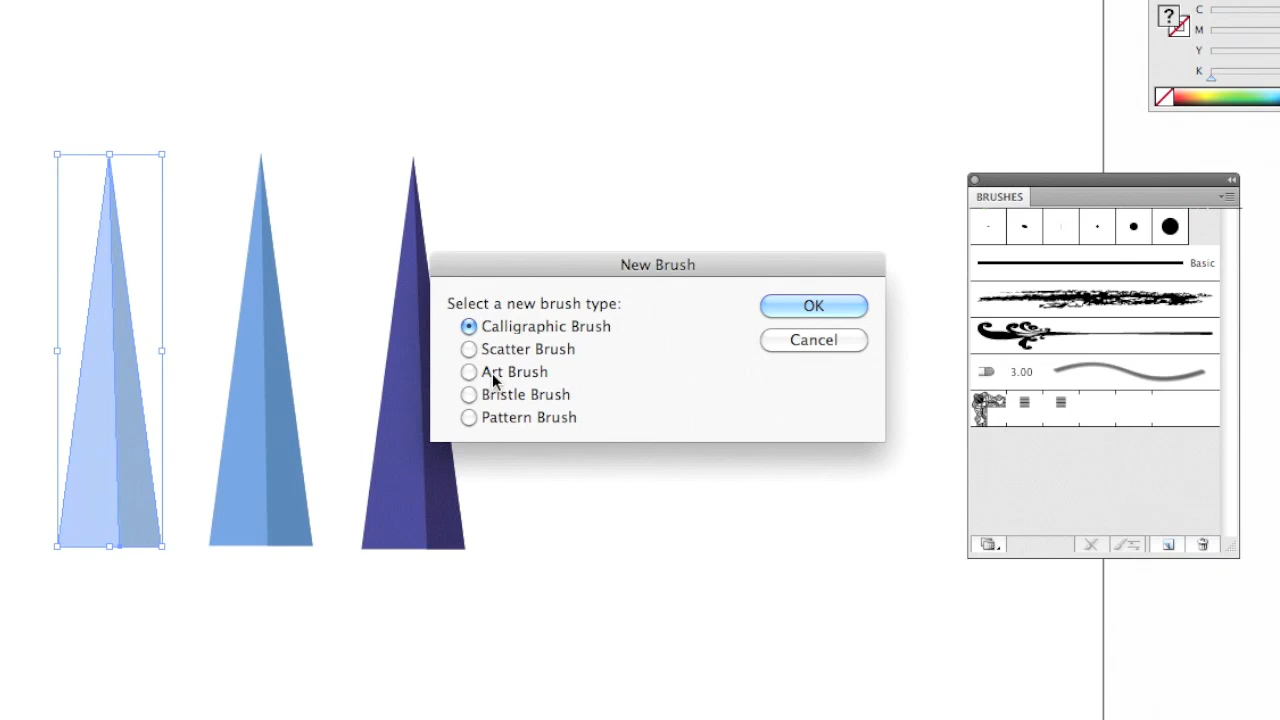 ?
C
M
Y
K
BRUSHES
Basic
3.00
New Brush
Select a new brush type:
Calligraphic Brush
Scatter Brush
Art Brush
Bristle Brush
Pattern Brush
OK
Cancel